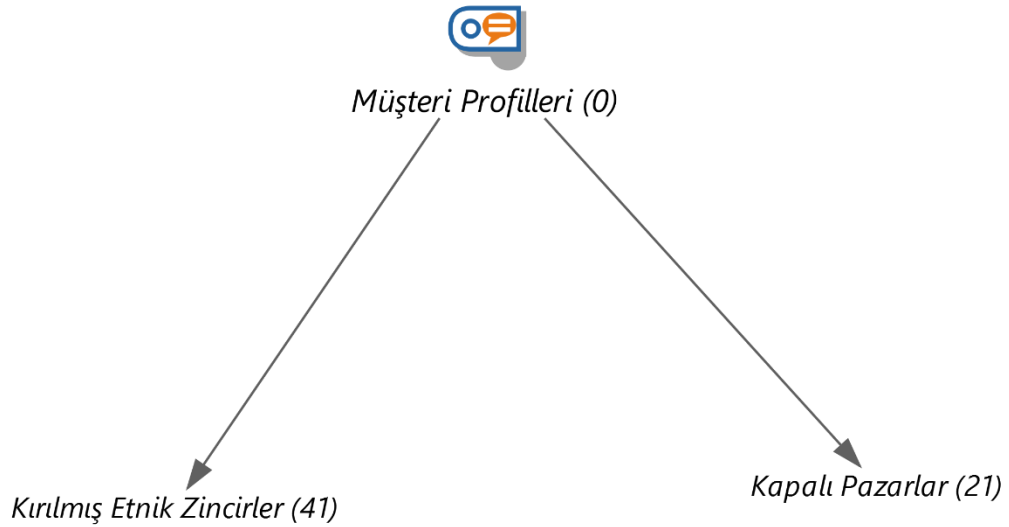 Müşteri Profilleri (0)
Kırılmış Etnik Zincirler (41)
Kapalı Pazarlar (21)